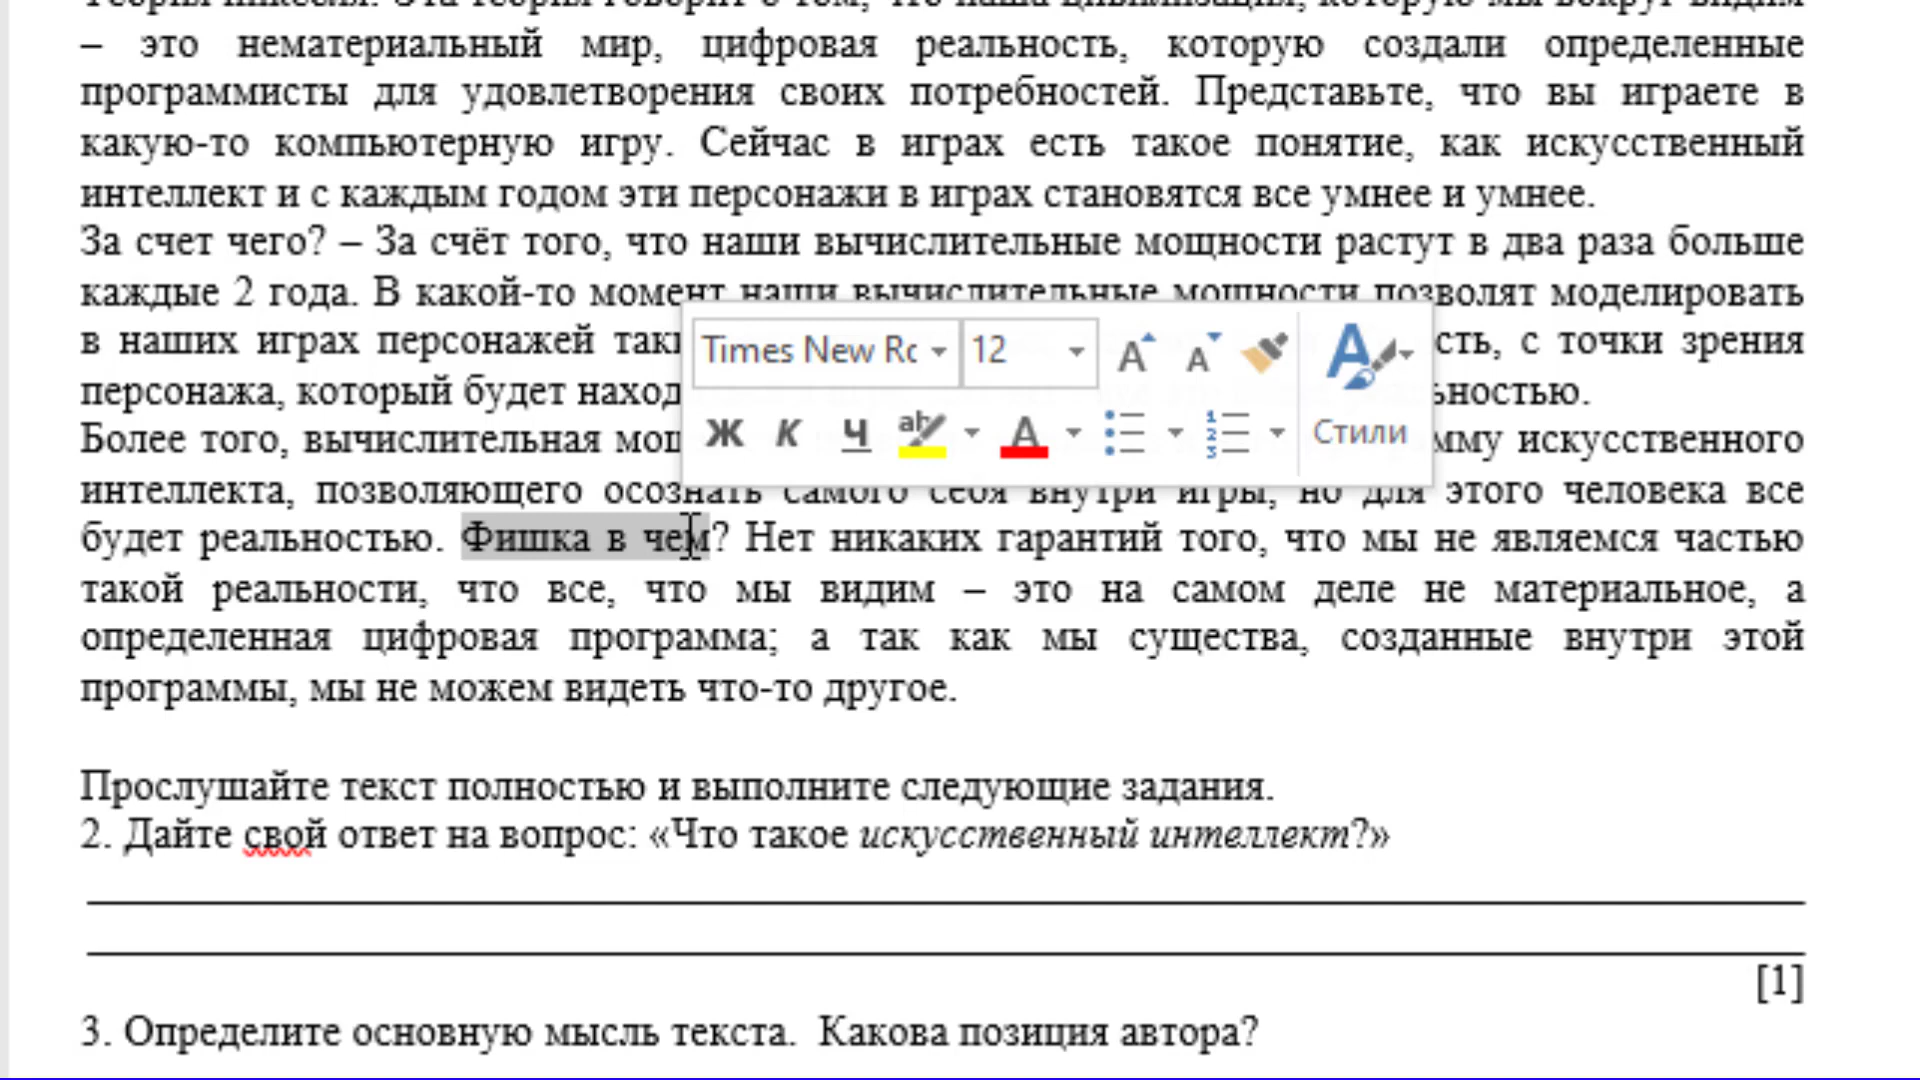 – это нематериальный мир, цифровая реальность, которую создали определенные
программисты для удовлетворения своих потребностей. Представьте, что вы играете в
какую-то компьютерную игру. Сейчас в играх есть такое понятие, как искусственный
интеллект и с каждым годом эти персонажи в играх становятся все умнее и умнее.
За счет чего? – За счёт того, что наши вычислительные мощности растут в два раза больше
каждые 2 года. В какой-то момент наши вычислительные мощности позволят моделировать
в наших играх персонажей с точки зрения
Times New Ro 12
персонажа, который будет
Более того, вычислительная искусственного
Ж К Ч ab A Стили
интеллекта, позволяющего осознать самого себя внутри игры, но для этого человека все
будет реальностью. Фишка в чем? Нет никаких гарантий того, что мы не являемся частью
такой реальности, что все, что мы видим – это на самом деле не материальное, а
определенная цифровая программа; а так как мы существа, созданные внутри этой
программы, мы не можем видеть что-то другое.
Прослушайте текст полностью и выполните следующие задания.
2. Дайте свой ответ на вопрос: «Что такое искусственный интеллект?»
[1]
3. Определите основную мысль текста. Какова позиция автора?